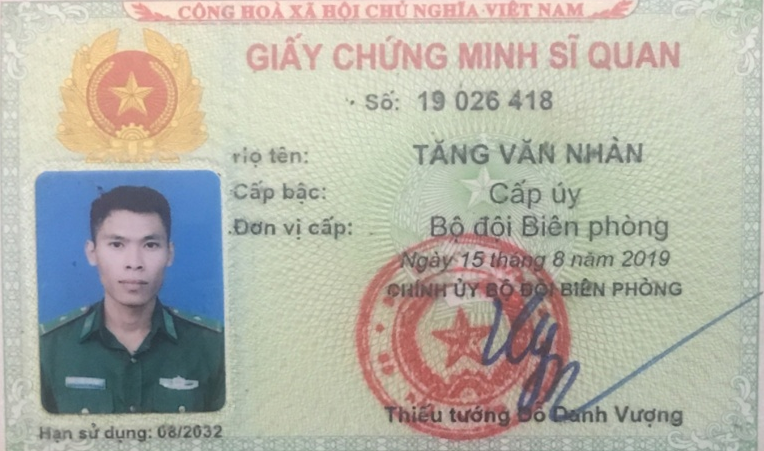 CỘNG HOÀ XÃ HỘI CHỦ NGHĨA VIỆT NAM
GIẤY CHỨNG MINH SĨ QUAN
Số: 19 026 418
Họ tên: TĂNG VĂN NHÀN
Cấp bậc: Cấp úy
Đơn vị cấp: Bộ đội Biên phòng
Ngày 15 tháng 8 năm 2019
CHÍNH ỦY BỘ ĐỘI BIÊN PHÒNG
Thiếu tướng Đỗ Danh Vượng
Hạn sử dụng: 08/2032